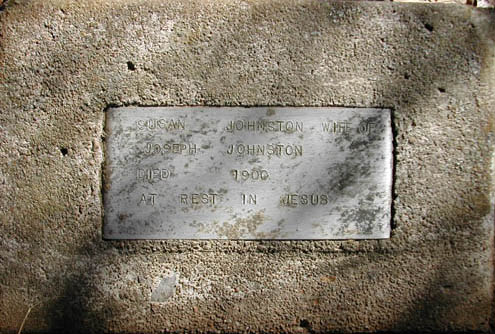 SUSAN JOHNSTON WIFE OF
JOSEPH JOHNSTON
DIED 1900
AT REST IN JESUS